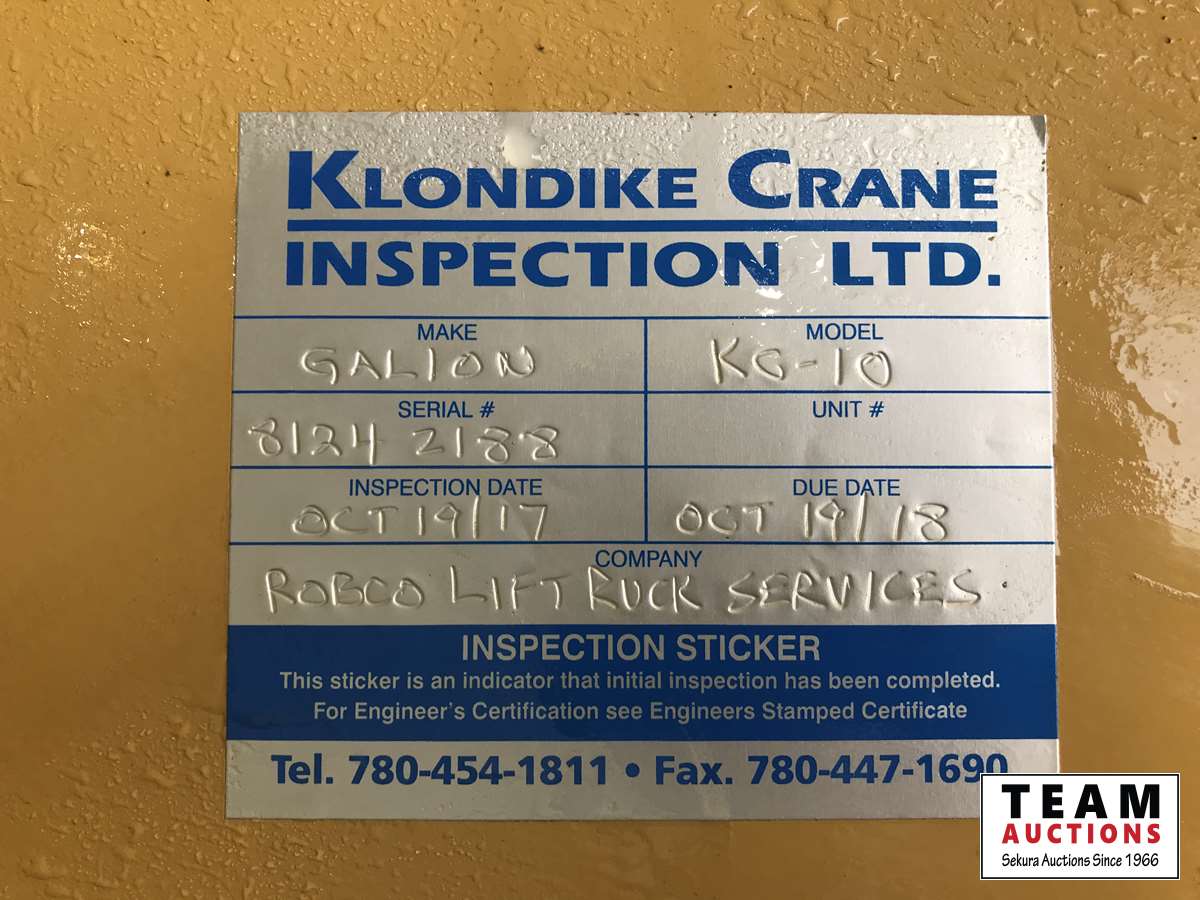 KLONDIKE CRANE
INSPECTION LTD.
MAKE MODEL
GALION KG-10
SERIAL # UNIT #
8124 2188
INSPECTION DATE DUE DATE
OCT 19/17 OCT 19/18
COMPANY
ROBCO LIFT RUCK SERVICES
INSPECTION STICKER
This sticker is an indicator that initial inspection has been completed.
For Engineer's Certification see Engineers Stamped Certificate
Tel. 780-454-1811 • Fax. 780-447-1690
TEAM
AUCTIONS
Sekura Auctions Since 1966